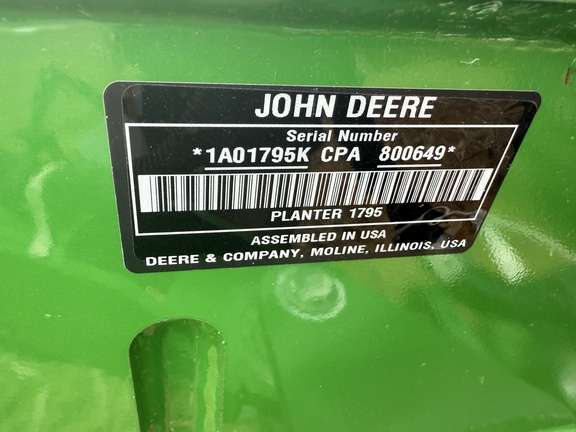 JOHN DEERE
Serial Number
*1A01795K CPA 800649*
PLANTER 1795
ASSEMBLED IN USA
DEERE & COMPANY, MOLINE, ILLINOIS, USA